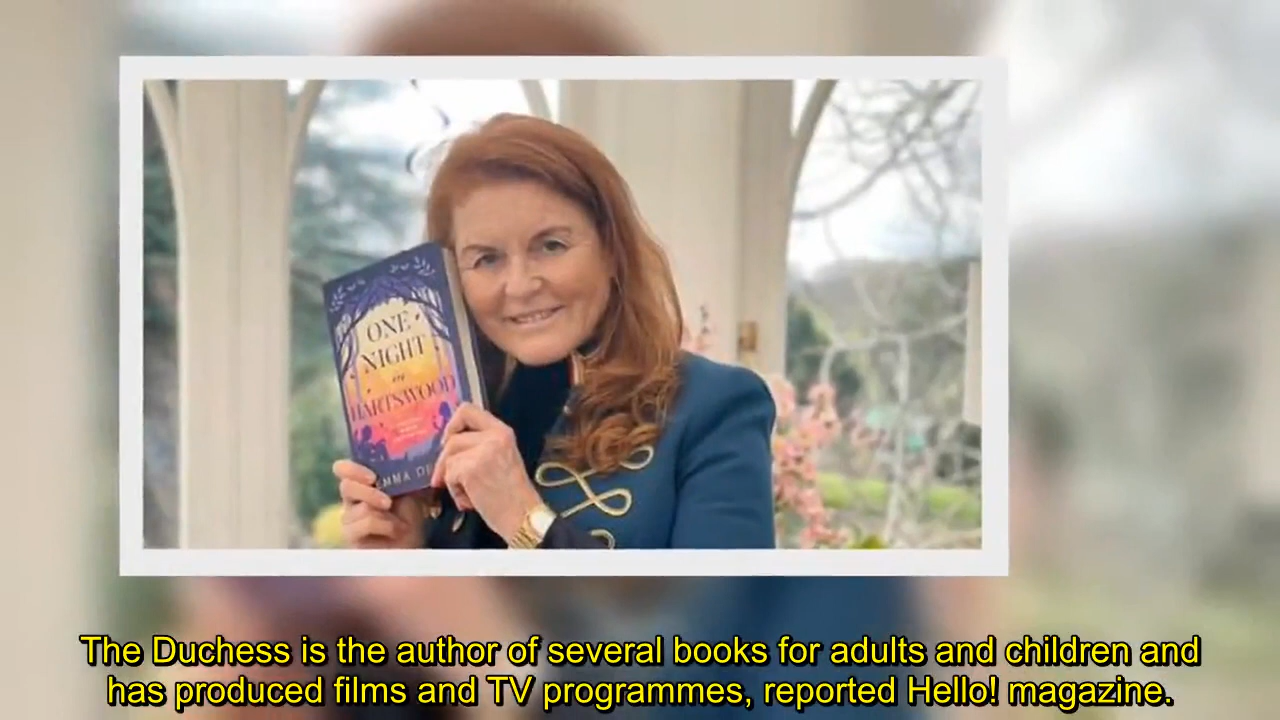 ONE
NIGHT
in
HARTSWOOD
The Duchess is the author of several books for adults and children and
has produced films and TV programmes, reported Hello! magazine.